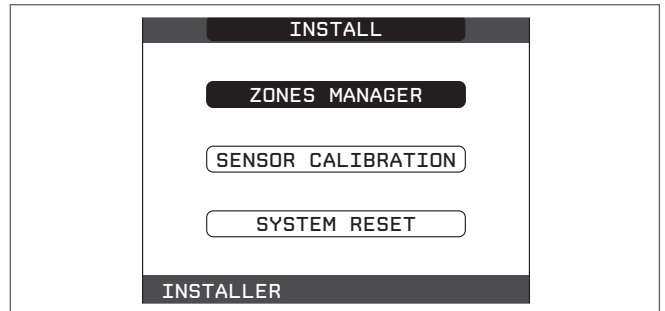 INSTALL
ZONES MANAGER
SENSOR CALIBRATION
SYSTEM RESET
INSTALLER